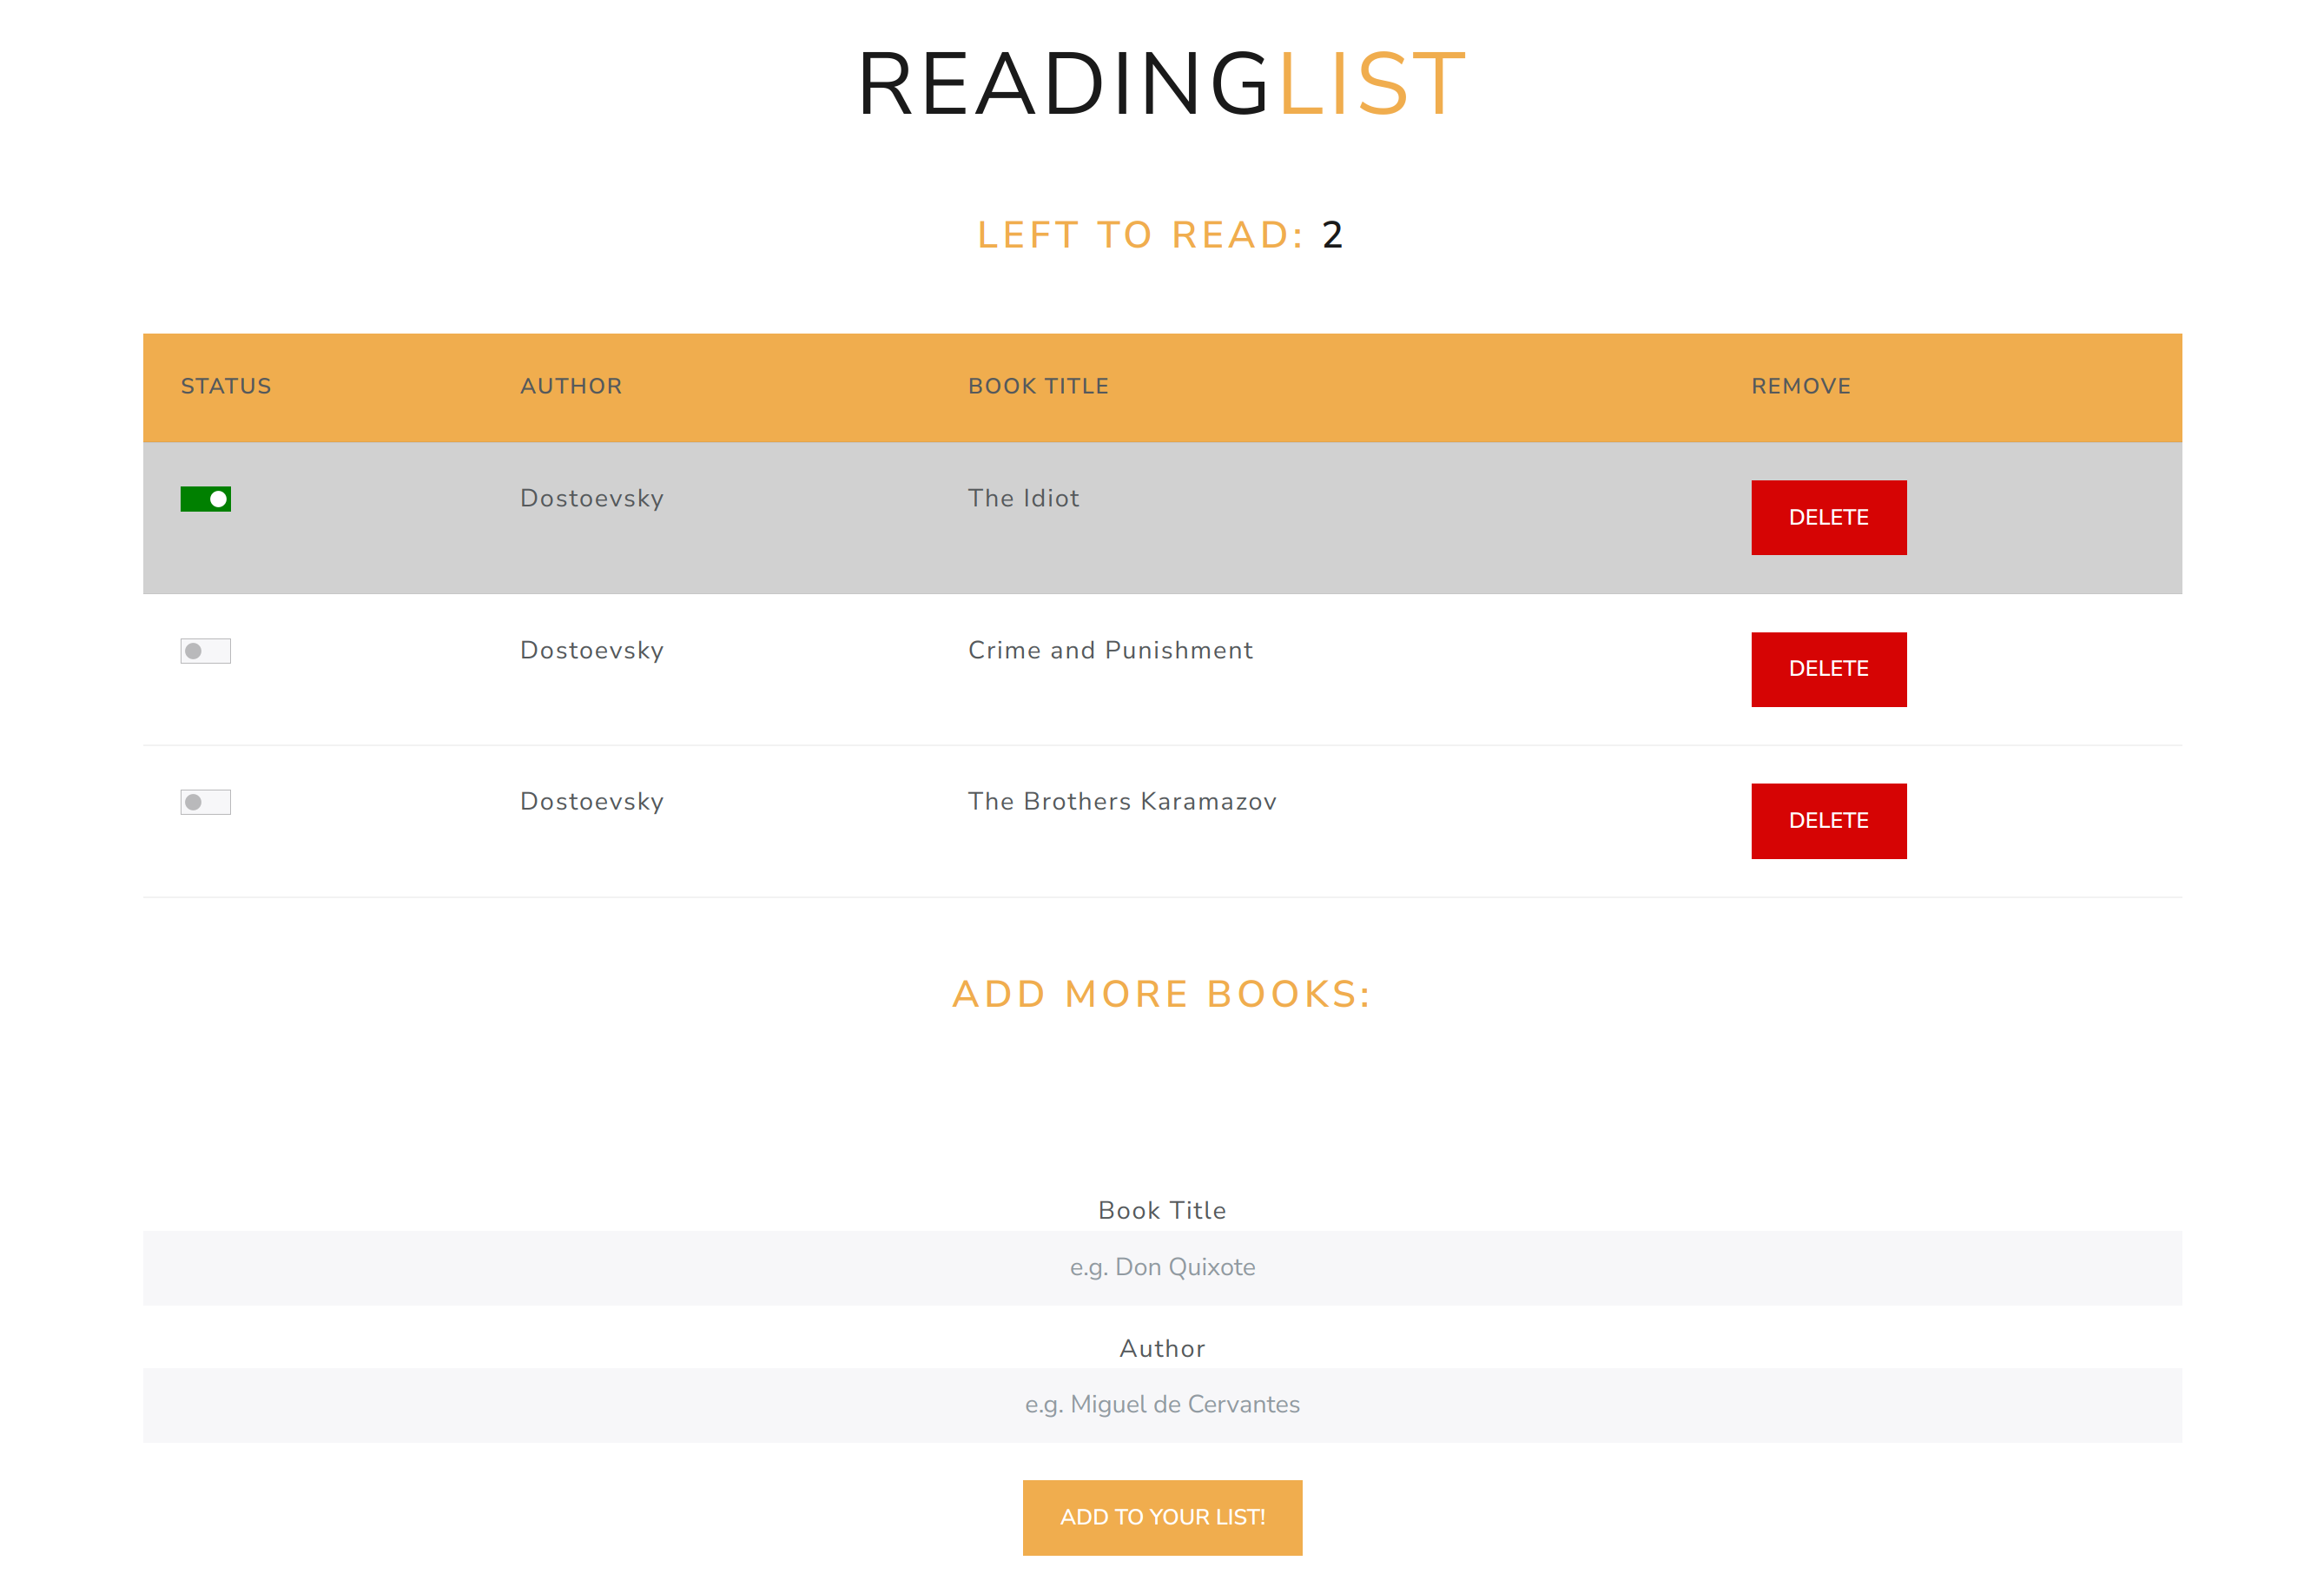 READINGLIST
LEFT TO READ: 2
STATUS AUTHOR BOOK TITLE REMOVE
Dostoevsky The Idiot DELETE
Dostoevsky Crime and Punishment DELETE
Dostoevsky The Brothers Karamazov DELETE
ADD MORE BOOKS:
Book Title
e.g. Don Quixote
Author
e.g. Miguel de Cervantes
ADD TO YOUR LIST!